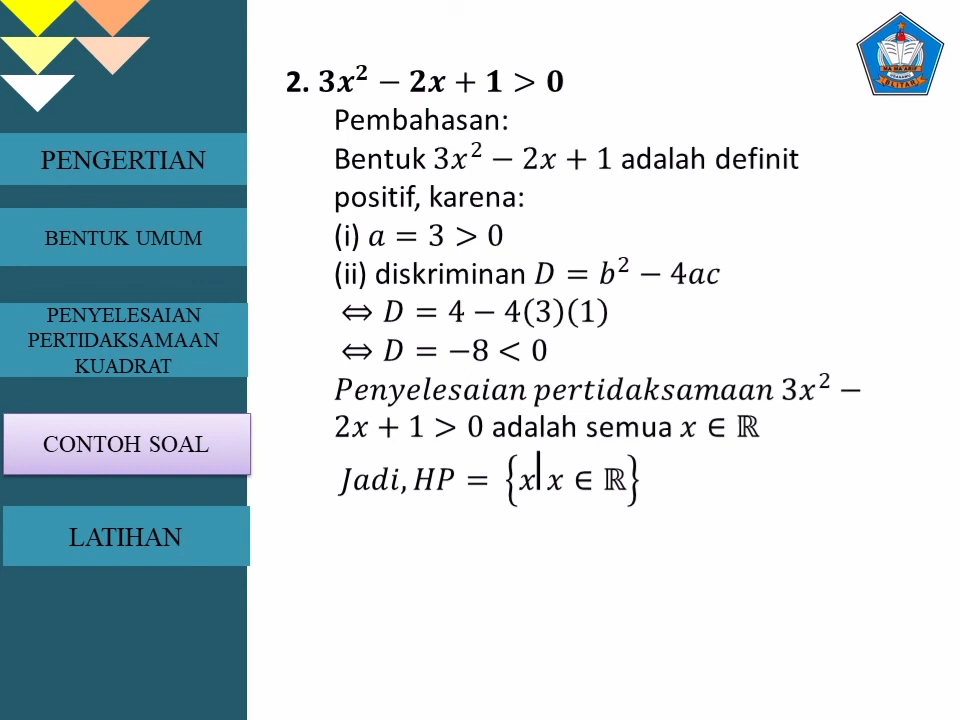 PENGERTIAN
BENTUK UMUM
PENYELESAIAN
PERTIDAKSAMAAN
KUADRAT
CONTOH SOAL
LATIHAN
2. 3x² − 2x + 1 > 0
Pembahasan:
Bentuk 3x² − 2x + 1 adalah definit
positif, karena:
(i) a = 3 > 0
(ii) diskriminan D = b² − 4ac
⇔ D = 4 − 4(3)(1)
⇔ D = −8 < 0
Penyelesaian pertidaksamaan 3x² −
2x + 1 > 0 adalah semua x ∈ ℝ
Jadi, HP = {x| x ∈ ℝ}
BLITAR